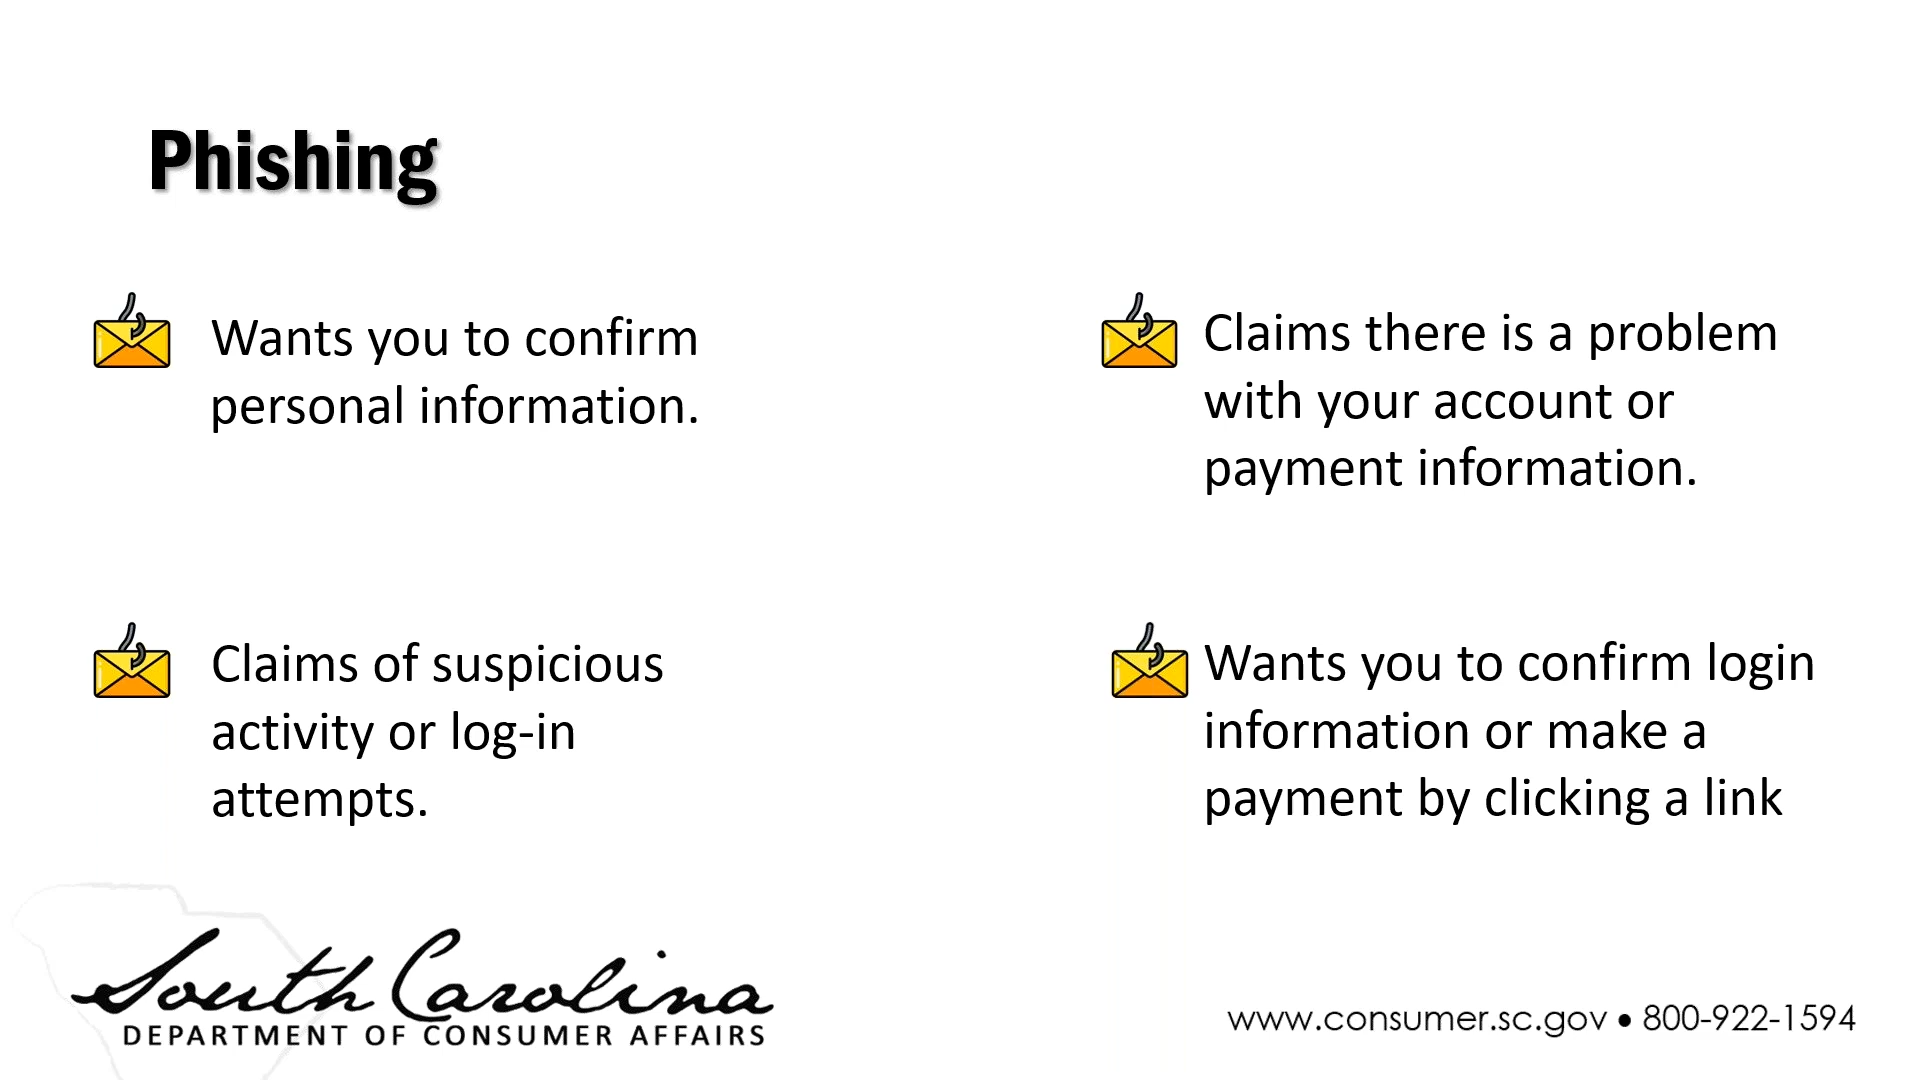 Phishing
Wants you to confirm
personal information.
Claims there is a problem
with your account or
payment information.
Claims of suspicious
activity or log-in
attempts.
Wants you to confirm login
information or make a
payment by clicking a link
South Carolina
DEPARTMENT OF CONSUMER AFFAIRS
www.consumer.sc.gov • 800-922-1594